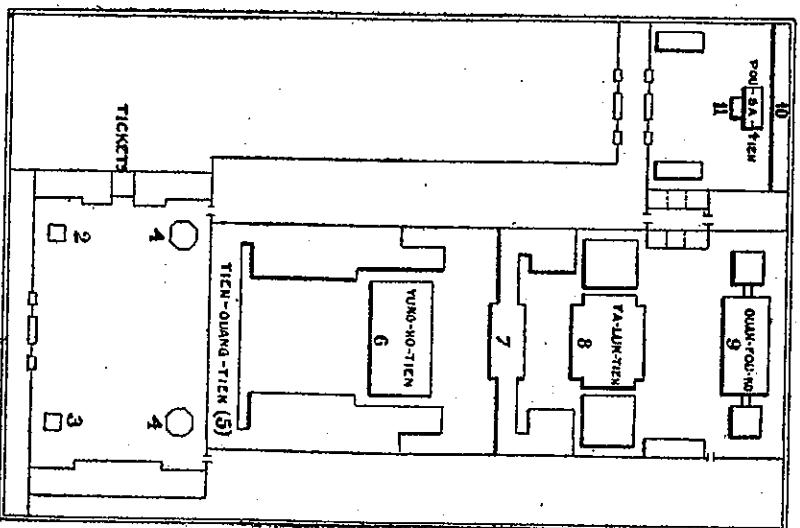 10
POU-SA-TIEN
11
TICKETS
2
4
TIEN-OUANG-TIEN (5)
YUNG-HO-TIEN
6
7
FA-LUN-TIEN
8
OUAN-FOU-KO
9
3
4